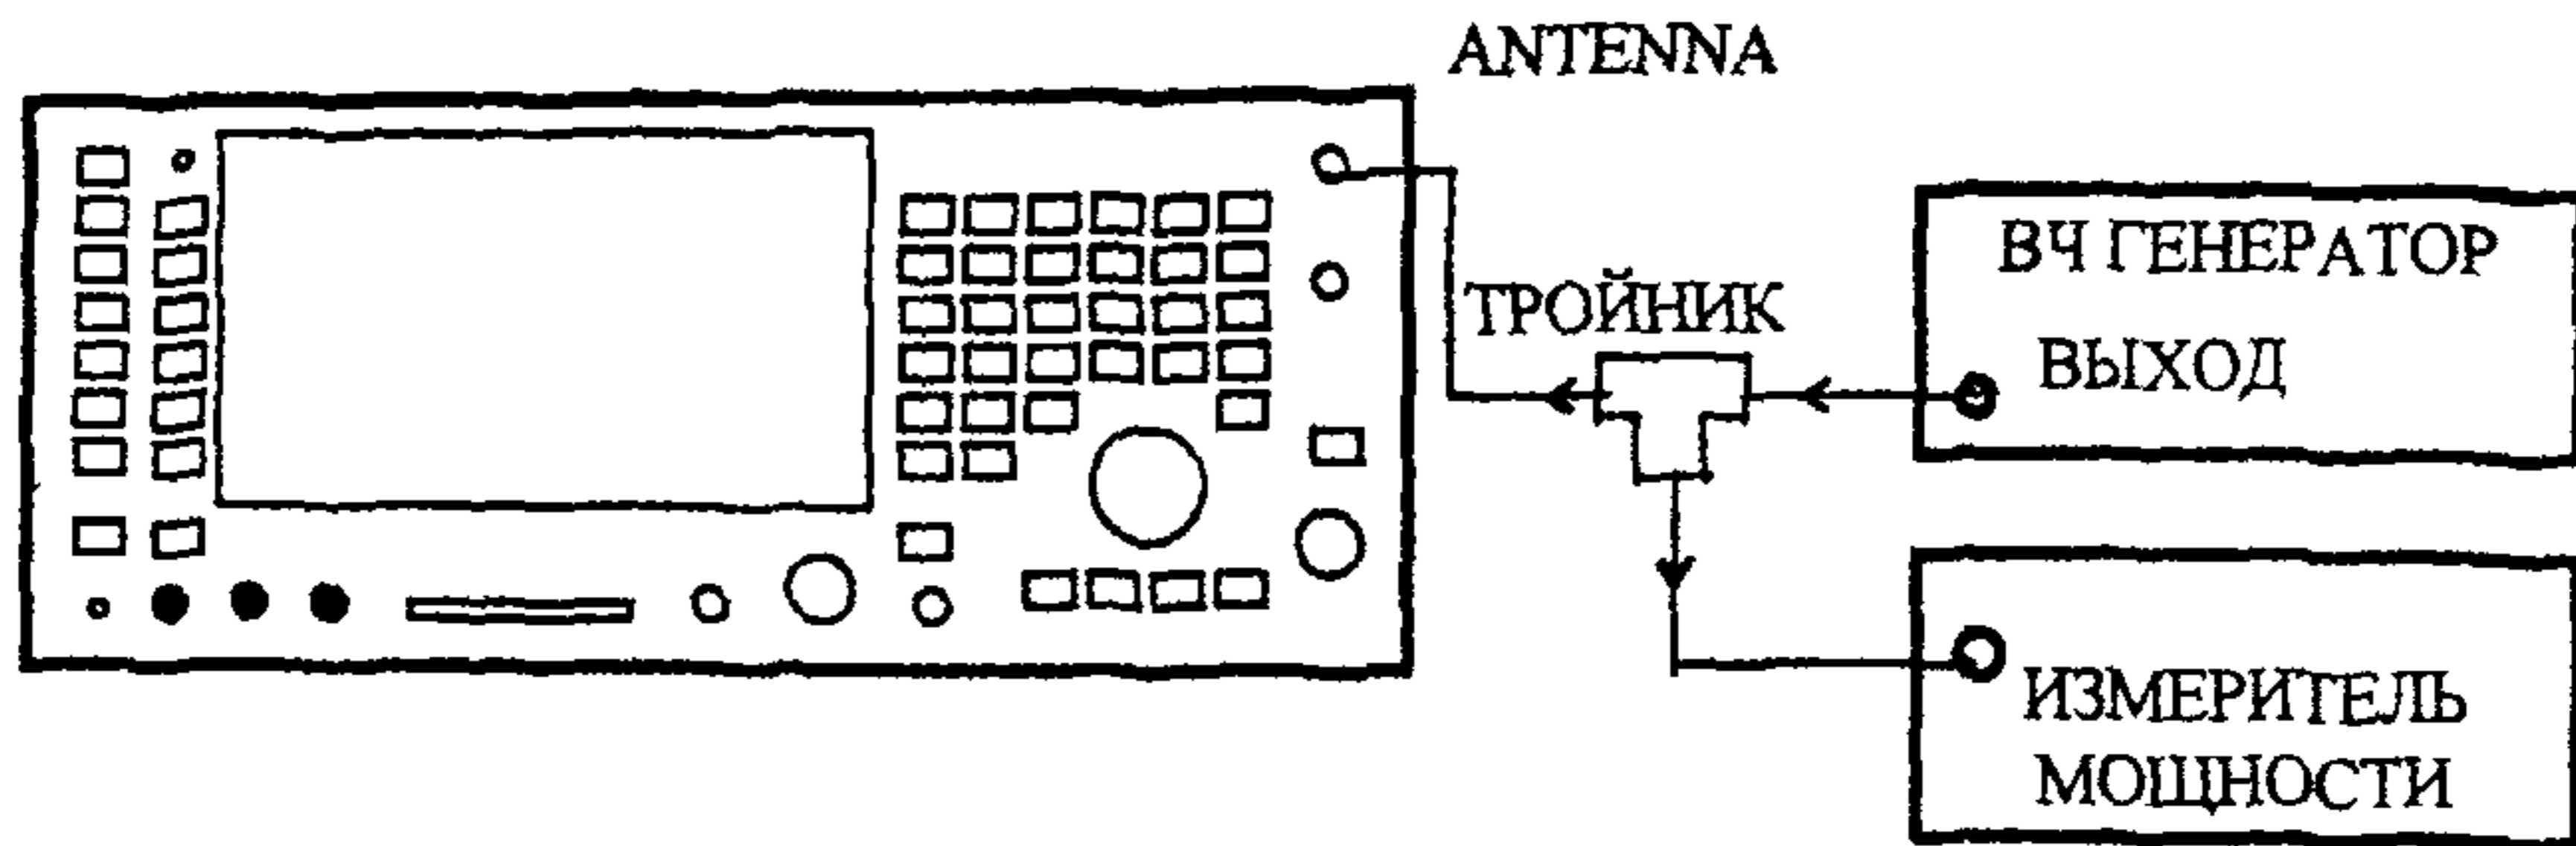 ANTENNA
ТРОЙНИК
ВЧ ГЕНЕРАТОР
ВЫХОД
ИЗМЕРИТЕЛЬ
МОЩНОСТИ